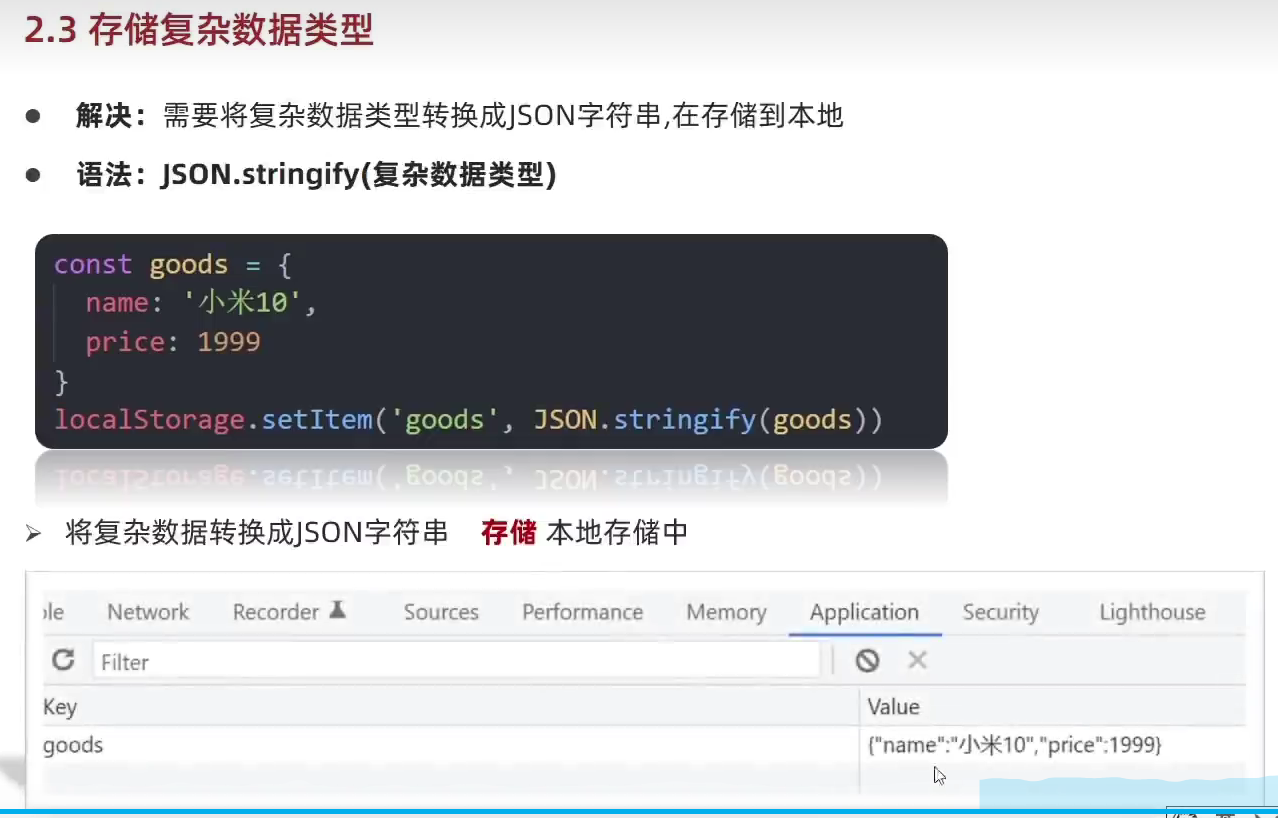 2.3 存储复杂数据类型
解决：需要将复杂数据类型转换成JSON字符串,在存储到本地
语法：JSON.stringify(复杂数据类型)
const goods = {
name: '小米10',
price: 1999
}
localStorage.setItem('goods', JSON.stringify(goods))
将复杂数据转换成JSON字符串 存储 本地存储中
ole Network Recorder Sources Performance Memory Application Security Lighthouse
Filter
Key Value
goods {"name":"小米10","price":1999}